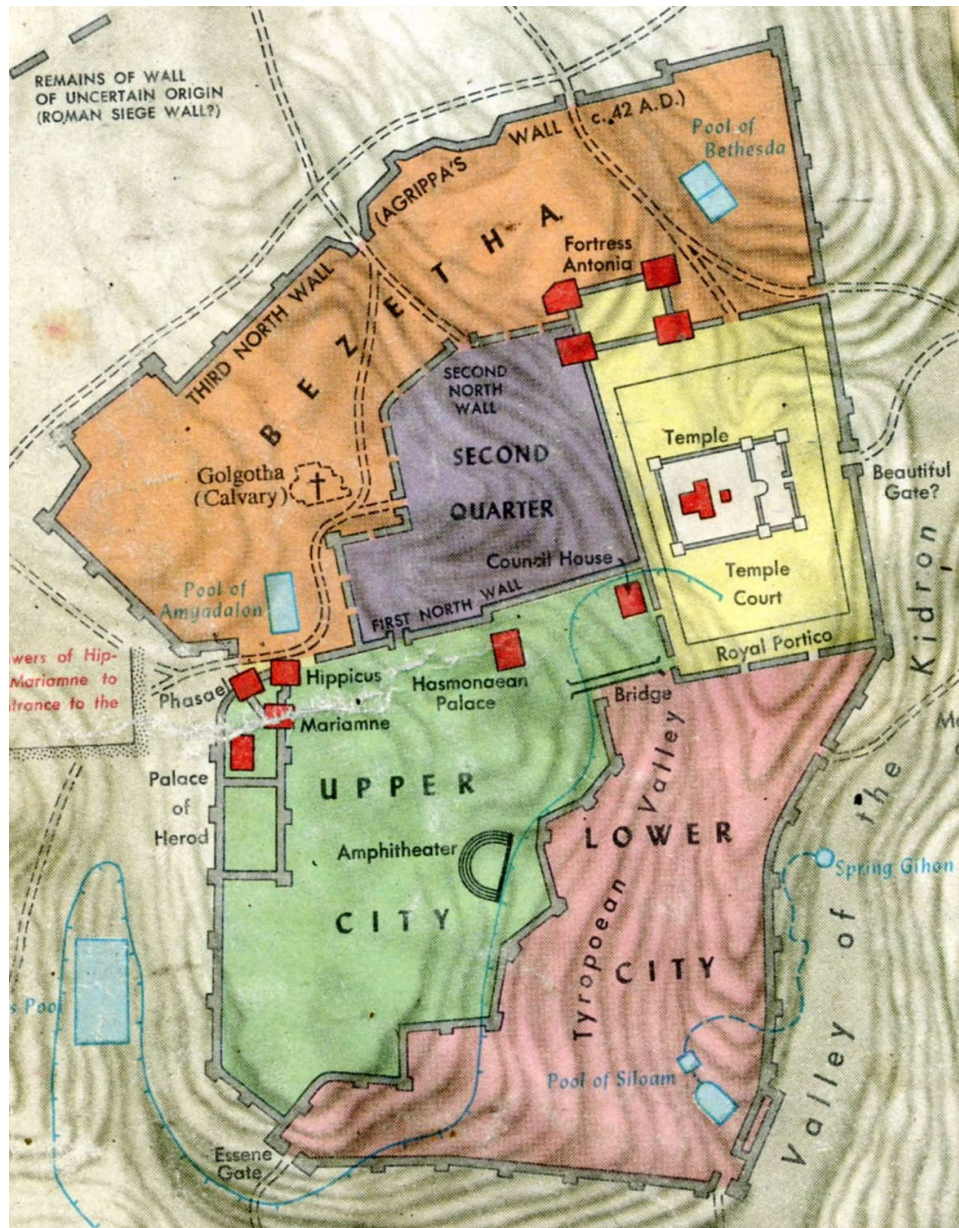 REMAINS OF WALL
OF UNCERTAIN ORIGIN
(ROMAN SIEGE WALL?)
(AGRIPPA'S WALL c. 42 A.D.)
Pool of
Bethesda
THIRD NORTH WALL
BEZETHA
Fortress
Antonia
SECOND
NORTH
WALL
SECOND
QUARTER
Golgotha
(Calvary)
Temple
Beautiful
Gate?
Council House
Temple
Court
Pool of
Amygdalon
FIRST NORTH WALL
Royal Portico
wers of Hip-
Mariamne to
trance to the
Phasael
Hippicus
Mariamne
Hasmonaean
Palace
Bridge
Palace
of
Herod
UPPER
CITY
Amphitheater
LOWER
CITY
Tyropoean Valley
Spring Gihon
s Pool
Pool of Siloam
Essene
Gate
Valley of the Kidron